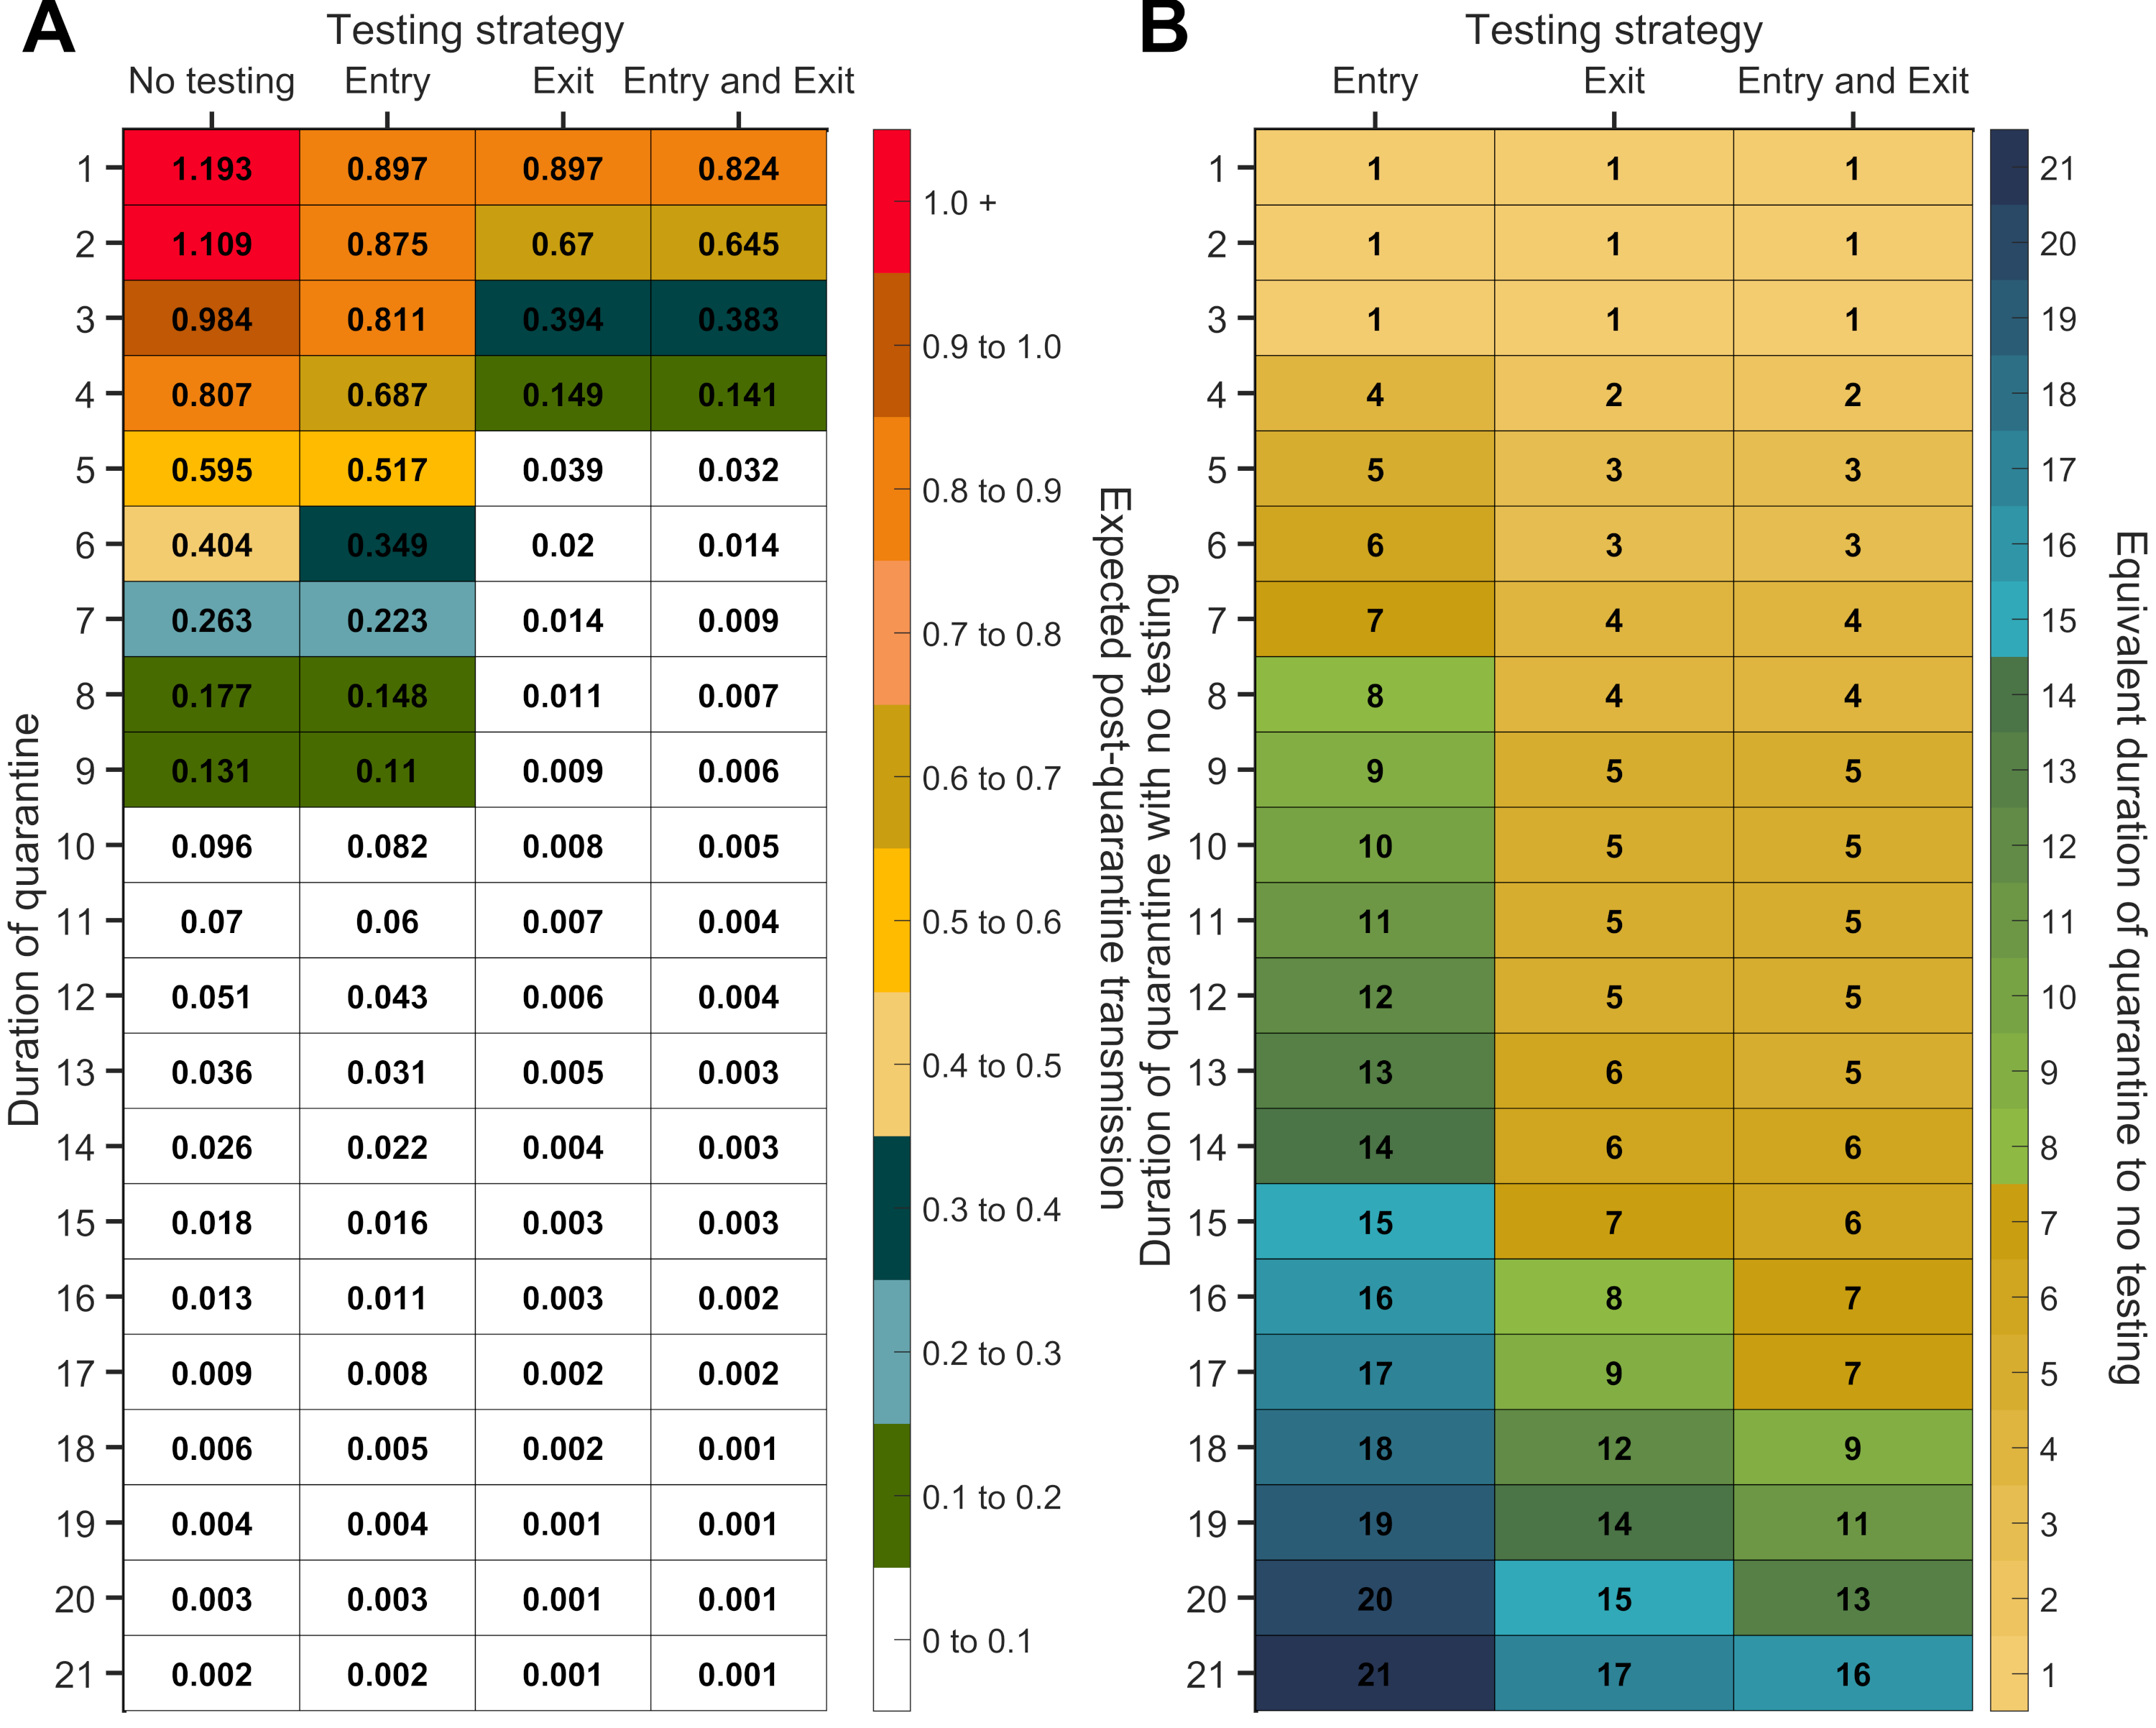 A
Testing strategy
No testing Entry Exit Entry and Exit
Duration of quarantine
1 1.193 0.897 0.897 0.824
2 1.109 0.875 0.67 0.645
3 0.984 0.811 0.394 0.383
4 0.807 0.687 0.149 0.141
5 0.595 0.517 0.039 0.032
6 0.404 0.349 0.02 0.014
7 0.263 0.223 0.014 0.009
8 0.177 0.148 0.011 0.007
9 0.131 0.11 0.009 0.006
10 0.096 0.082 0.008 0.005
11 0.07 0.06 0.007 0.004
12 0.051 0.043 0.006 0.004
13 0.036 0.031 0.005 0.003
14 0.026 0.022 0.004 0.003
15 0.018 0.016 0.003 0.003
16 0.013 0.011 0.003 0.002
17 0.009 0.008 0.002 0.002
18 0.006 0.005 0.002 0.001
19 0.004 0.004 0.001 0.001
20 0.003 0.003 0.001 0.001
21 0.002 0.002 0.001 0.001
1.0 +
0.9 to 1.0
0.8 to 0.9
0.7 to 0.8
0.6 to 0.7
0.5 to 0.6
0.4 to 0.5
0.3 to 0.4
0.2 to 0.3
0.1 to 0.2
0 to 0.1
Expected post-quarantine transmission
B
Testing strategy
Entry Exit Entry and Exit
Duration of quarantine with no testing
1 1 1 1
2 1 1 1
3 1 1 1
4 4 2 2
5 5 3 3
6 6 3 3
7 7 4 4
8 8 4 4
9 9 5 5
10 10 5 5
11 11 5 5
12 12 5 5
13 13 6 5
14 14 6 6
15 15 7 6
16 16 8 7
17 17 9 7
18 18 12 9
19 19 14 11
20 20 15 13
21 21 17 16
21
20
19
18
17
16
15
14
13
12
11
10
9
8
7
6
5
4
3
2
1
Equivalent duration of quarantine to no testing